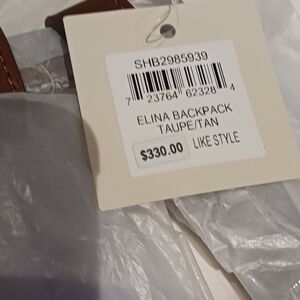 SHB2985939
7 23764 62328 4
ELINA BACKPACK
TAUPE/TAN
$330.00 LIKE STYLE